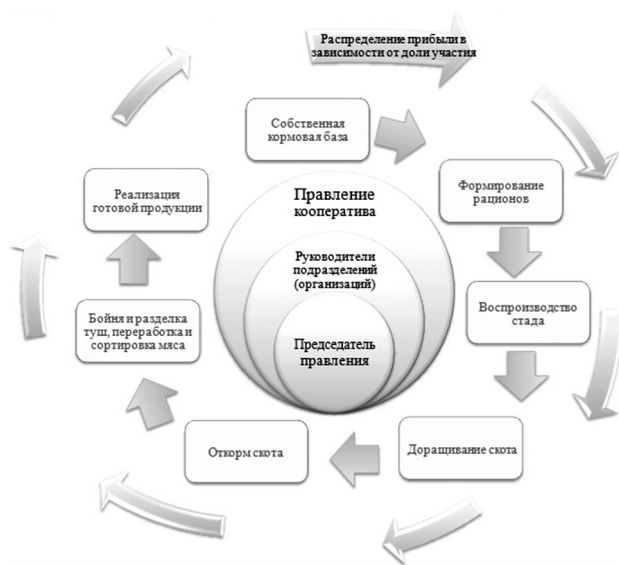 Распределение прибыли в
зависимости от доли участия
Собственная
кормовая база
Формирование
рационов
Воспроизводство
стада
Доращивание скота
Откорм скота
Бойня и разделка
туш, переработка и
сортировка мяса
Реализация
готовой продукции
Правление
кооператива
Руководители
подразделений
(организаций)
Председатель
правления